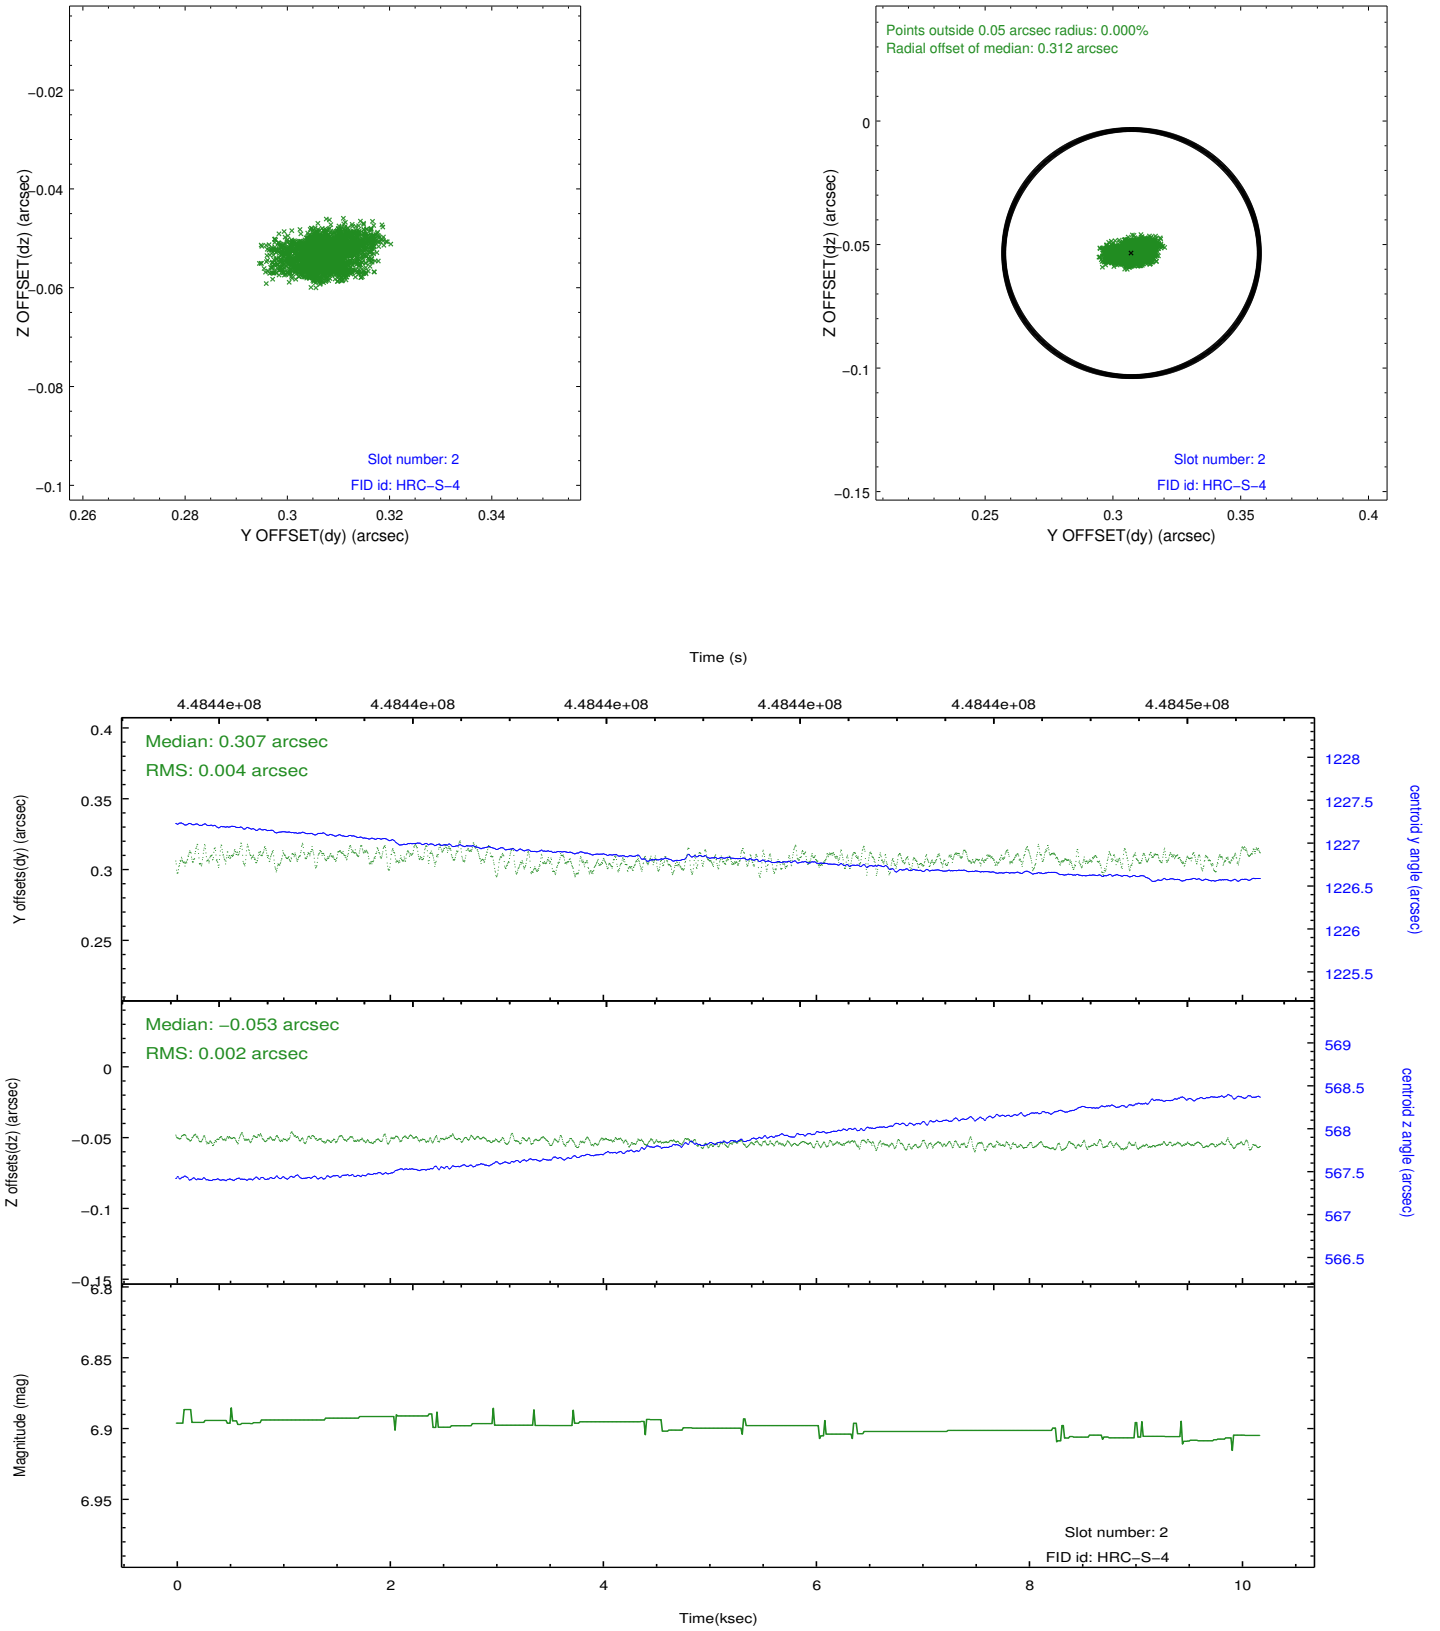 −0.02
−0.04
−0.06
−0.08
−0.1
Z OFFSET(dz) (arcsec)
Slot number: 2
FID id: HRC−S−4
0.26
0.28
0.3
0.32
0.34
Y OFFSET(dy) (arcsec)
Points outside 0.05 arcsec radius: 0.000%
Radial offset of median: 0.312 arcsec
0
−0.05
−0.1
−0.15
Z OFFSET(dz) (arcsec)
Slot number: 2
FID id: HRC−S−4
0.25
0.3
0.35
0.4
Y OFFSET(dy) (arcsec)
Time (s)
4.4844e+08
4.4844e+08
4.4844e+08
4.4844e+08
4.4844e+08
4.4845e+08
Median: 0.307 arcsec
RMS: 0.004 arcsec
0.4
0.35
0.3
0.25
Y offsets(dy) (arcsec)
1228
1227.5
1227
1226.5
1226
1225.5
centroid y angle (arcsec)
Median: −0.053 arcsec
RMS: 0.002 arcsec
0
−0.05
−0.1
−0.15
Z offsets(dz) (arcsec)
569
568.5
568
567.5
567
566.5
centroid z angle (arcsec)
6.8
6.85
6.9
6.95
Magnitude (mag)
Slot number: 2
FID id: HRC−S−4
0
2
4
6
8
10
Time(ksec)